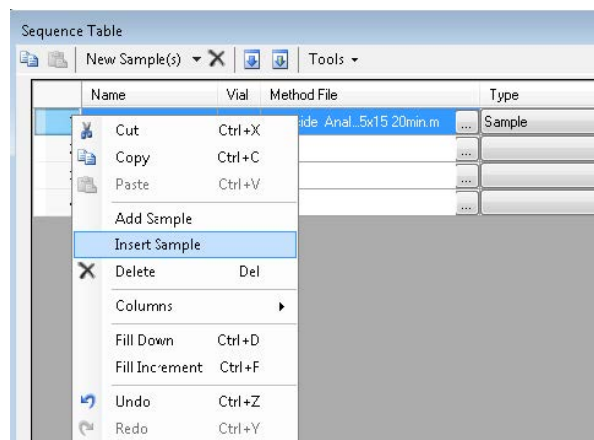 Sequence Table
New Sample(s) Tools
Name Vial Method File Type
ide Anal...5x15 20min.m ... Sample
...
...
...
Cut Ctrl+X
Copy Ctrl+C
Paste Ctrl+V
Add Sample
Insert Sample
Delete Del
Columns
Fill Down Ctrl+D
Fill Increment Ctrl+F
Undo Ctrl+Z
Redo Ctrl+Y